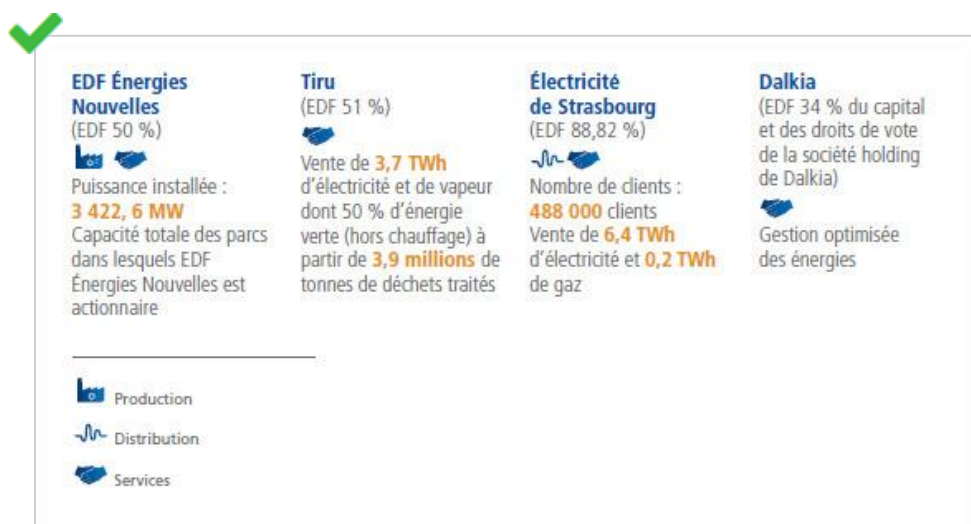 EDF Énergies
Nouvelles
(EDF 50 %)
Puissance installée :
3 422, 6 MW
Capacité totale des parcs
dans lesquels EDF
Énergies Nouvelles est
actionnaire
Tiru
(EDF 51 %)
Vente de 3,7 TWh
d’électricité et de vapeur
dont 50 % d’énergie
verte (hors chauffage) à
partir de 3,9 millions de
tonnes de déchets traités
Électricité
de Strasbourg
(EDF 88,82 %)
Nombre de clients :
488 000 clients
Vente de 6,4 TWh
d’électricité et 0,2 TWh
de gaz
Dalkia
(EDF 34 % du capital
et des droits de vote
de la société holding
de Dalkia)
Gestion optimisée
des énergies
Production
Distribution
Services